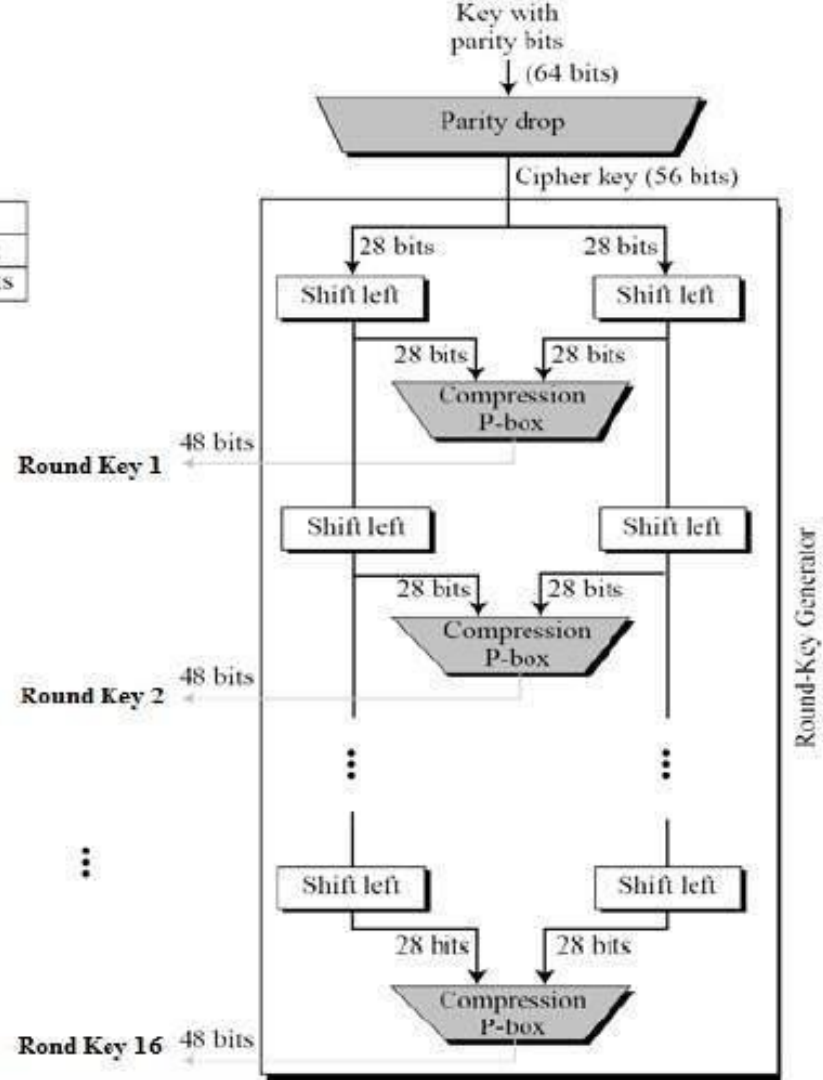 Key with
parity bits
(64 bits)
Parity drop
Cipher key (56 bits)
s
28 bits
28 bits
Shift left
Shift left
28 bits
28 bits
Compression
P-box
48 bits
Round Key 1
Shift left
Shift left
28 bits
28 bits
Compression
P-box
48 bits
Round Key 2
Round-Key Generator
Shift left
Shift left
28 bits
28 bits
Compression
P-box
48 bits
Rond Key 16